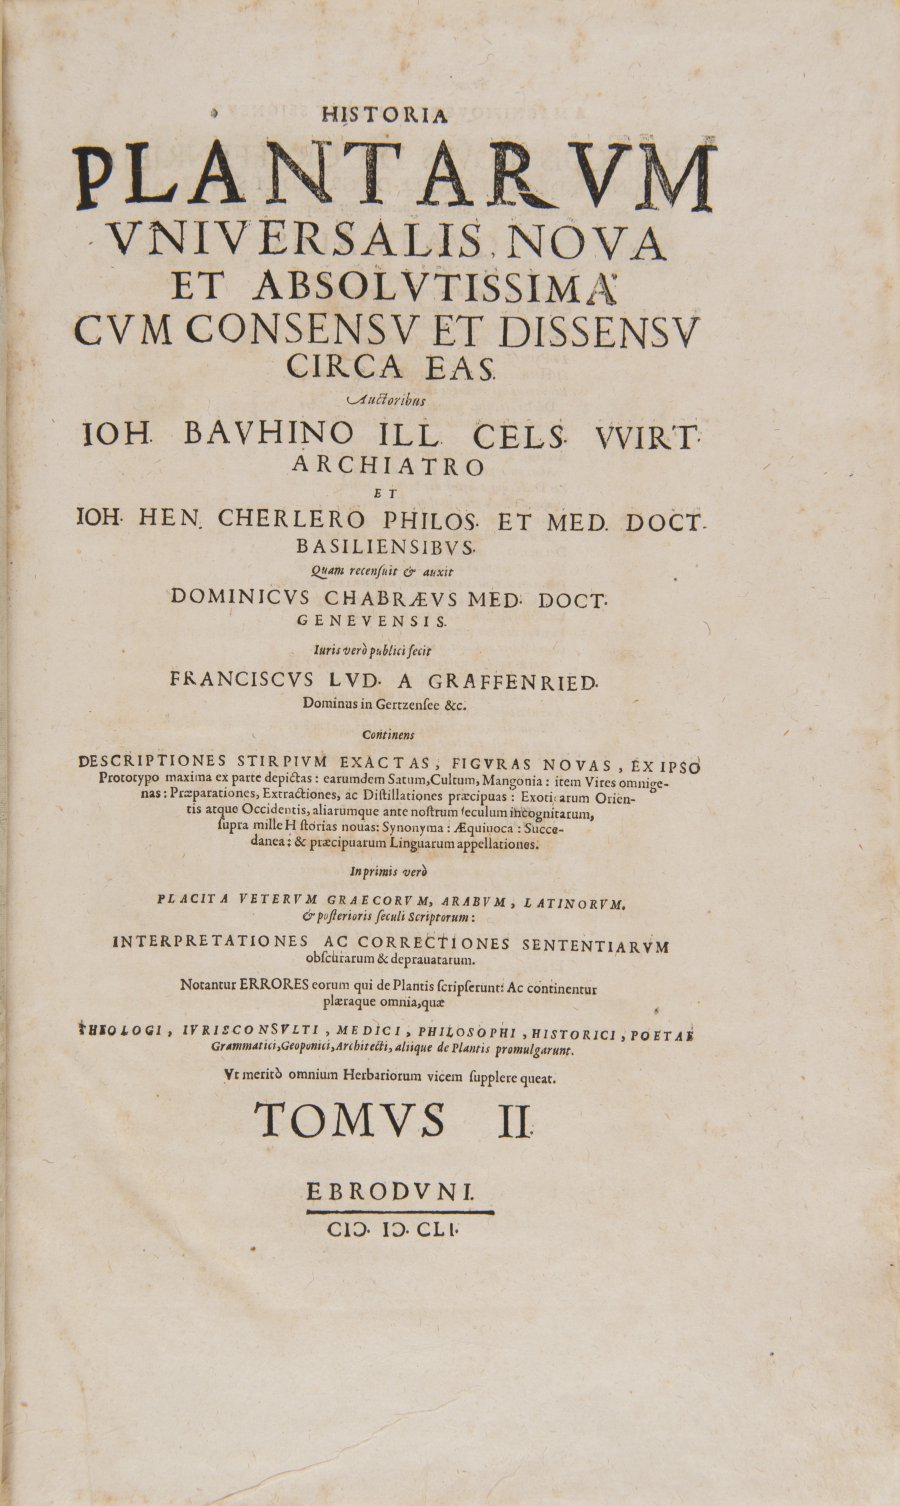 HISTORIA
PLANTARVM
VNIVERSALIS, NOVA
ET ABSOLVTISSIMA
CVM CONSENSV ET DISSENSV
CIRCA EAS.
Auctoribus
IOH. BAVHINO ILL. CELS. VVIRT.
ARCHIATRO
ET
IOH. HEN. CHERLERO PHILOS. ET MED. DOCT.
BASILIENSIBVS.
Quam recenſuit & auxit
DOMINICVS CHABRÆVS MED. DOCT.
GENEVENSIS.
Iuris verò publici fecit
FRANCISCVS LVD. A GRAFFENRIED.
Dominus in Gertzenſee &c.
Continens
DESCRIPTIONES STIRPIVM EXACTAS, FIGVRAS NOVAS, EX IPSO
Prototypo maxima ex parte depictas : earumdem Satum, Cultum, Mangonia : item Vires omnige-
nas : Præparationes, Extractiones, ac Diſtillationes præcipuas : Exoticarum Orien-
tis atque Occidentis, aliarumque ante noſtrum ſeculum incognitarum,
ſupra mille H ſtorias nouas: Synonyma : Æquiuoca : Succe-
danea : & præcipuarum Linguarum appellationes.
Inprimis verò
PLACITA VETERVM GRAECORVM, ARABVM, LATINORVM.
& poſterioris ſeculi Scriptorum :
INTERPRETATIONES AC CORRECTIONES SENTENTIARVM
obſcurarum & deprauatarum.
Notantur ERRORES eorum qui de Plantis ſcripſerunt: Ac continentur
plæraque omnia, quæ
THEOLOGI, IVRISCONSVLTI, MEDICI, PHILOSOPHI, HISTORICI, POETAE
Grammatici, Geoponici, Architecti, aliique de Plantis promulgarunt.
Vt meritò omnium Herbariorum vicem ſupplere queat.
TOMVS II.
EBRODVNI.
CIↃ. IↃ. CLI.